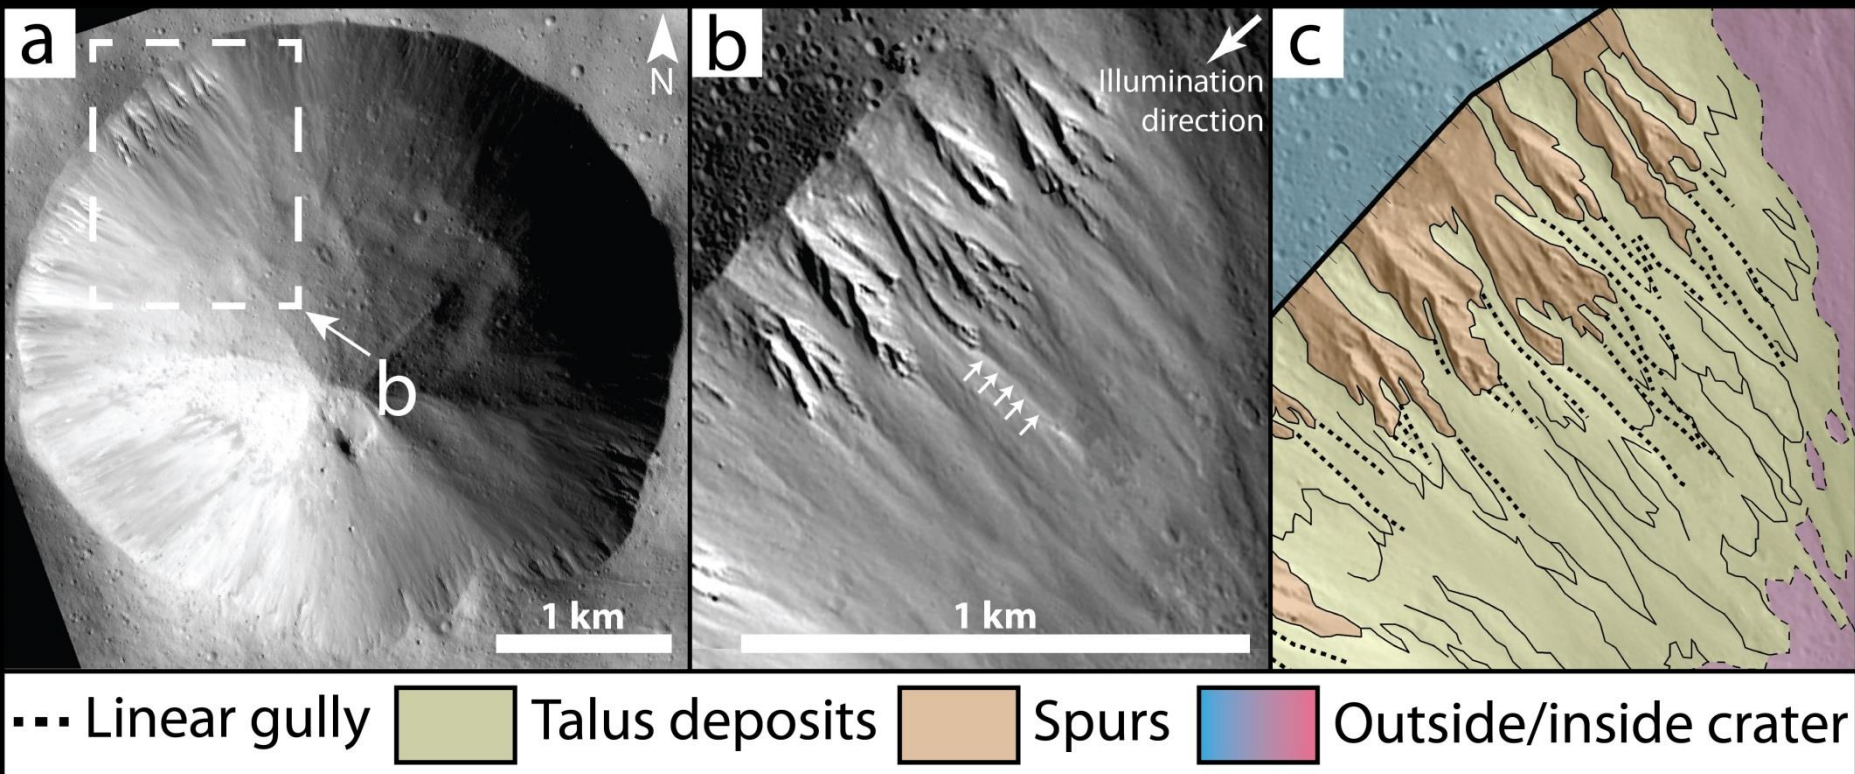 a
N
b
1 km
b
Illumination
direction
1 km
c
Linear gully
Talus deposits
Spurs
Outside/inside crater